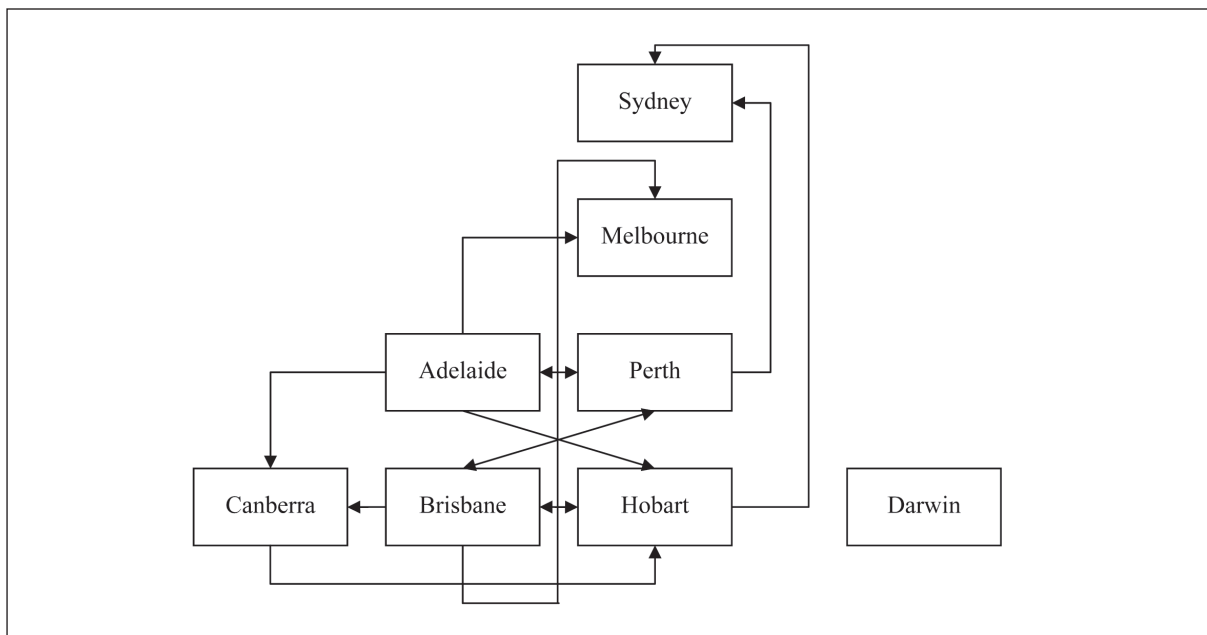 Sydney
Melbourne
Adelaide
Perth
Canberra
Brisbane
Hobart
Darwin